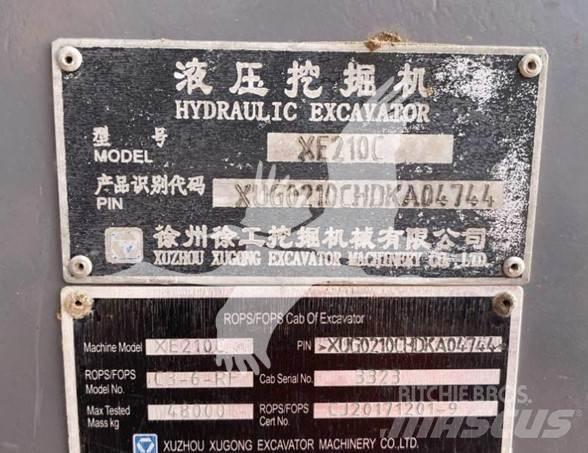 液压挖掘机
HYDRAULIC EXCAVATOR
型 号
MODEL XE210C
产品识别代码
PIN XUG0210CHDKA04744
徐州徐工挖掘机械有限公司
XUZHOU XUGONG EXCAVATOR MACHINERY CO.,LTD.
ROPS/FOPS Cab Of Excavator
Machine Model XE210C PIN XUG0210CHDKA04744
ROPS/FOPS Model No. C3-6-RF Cab Serial No. 3323
Max Tested Mass kg 48000 ROPS/FOPS Cert No. CJ20171201-9
XUZHOU XUGONG EXCAVATOR MACHINERY CO.,LTD.
RITCHIE BROS.
MASCUS